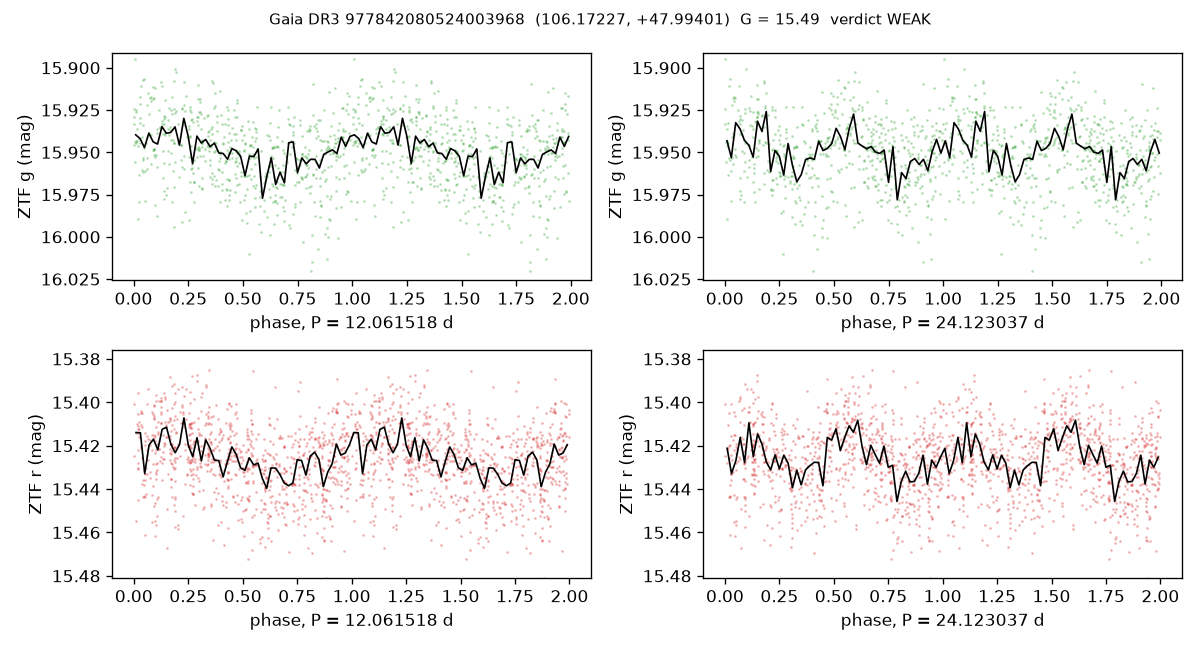 Gaia DR3 977842080524003968  (106.17227, +47.99401)  G = 15.49  verdict WEAK
ZTF g (mag)
15.900
15.925
15.950
15.975
16.000
16.025
0.00 0.25 0.50 0.75 1.00 1.25 1.50 1.75 2.00
phase, P = 12.061518 d
ZTF g (mag)
15.900
15.925
15.950
15.975
16.000
16.025
0.00 0.25 0.50 0.75 1.00 1.25 1.50 1.75 2.00
phase, P = 24.123037 d
ZTF r (mag)
15.38
15.40
15.42
15.44
15.46
15.48
0.00 0.25 0.50 0.75 1.00 1.25 1.50 1.75 2.00
phase, P = 12.061518 d
ZTF r (mag)
15.38
15.40
15.42
15.44
15.46
15.48
0.00 0.25 0.50 0.75 1.00 1.25 1.50 1.75 2.00
phase, P = 24.123037 d